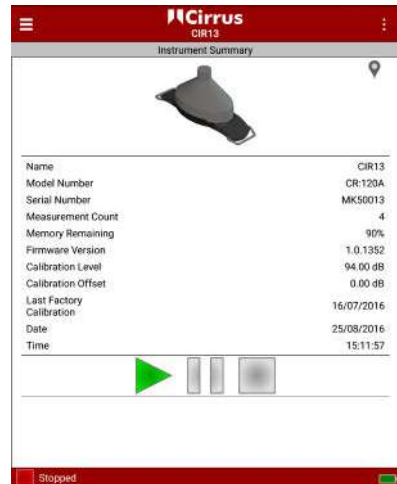 Cirrus
CIR13
Instrument Summary
Name CIR13
Model Number CR:120A
Serial Number MK50013
Measurement Count 4
Memory Remaining 90%
Firmware Version 1.0.1352
Calibration Level 94.00 dB
Calibration Offset 0.00 dB
Last Factory
Calibration 16/07/2016
Date 25/08/2016
Time 15:11:57
Stopped